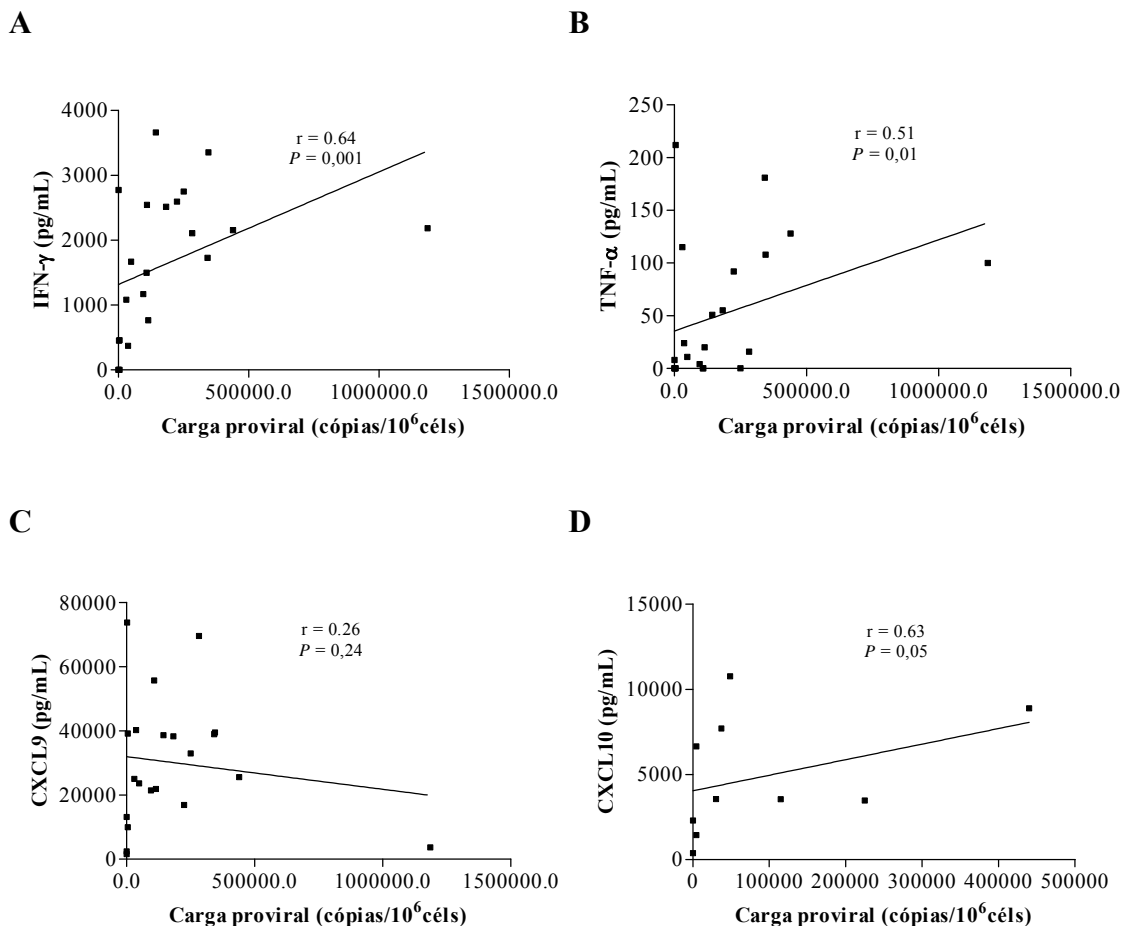 A
B
4000
3000
2000
1000
0
IFN-γ (pg/mL)
r = 0.64
P = 0,001
0.0
500000.0
1000000.0
1500000.0
Carga proviral (cópias/10⁶céls)
250
200
150
100
50
0
TNF-α (pg/mL)
r = 0.51
P = 0,01
0.0
500000.0
1000000.0
1500000.0
Carga proviral (cópias/10⁶céls)
C
D
80000
60000
40000
20000
0
CXCL9 (pg/mL)
r = 0.26
P = 0,24
0.0
500000.0
1000000.0
1500000.0
Carga proviral (cópias/10⁶céls)
15000
10000
5000
0
CXCL10 (pg/mL)
r = 0.63
P = 0,05
0
100000
200000
300000
400000
500000
Carga proviral (cópias/10⁶céls)